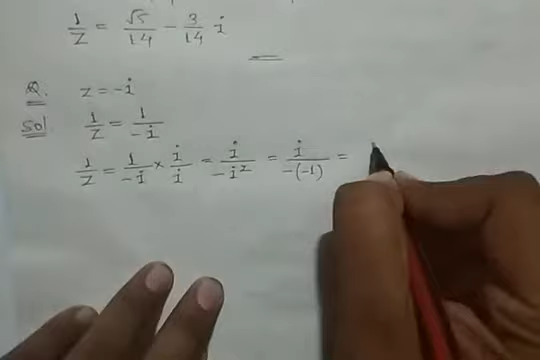 1/z = √5/14 - 3/14 i
Q. z = -i
Sol 1/z = 1/-i
1/z = 1/-i × i/i = i/-i² = i/-(-1) =